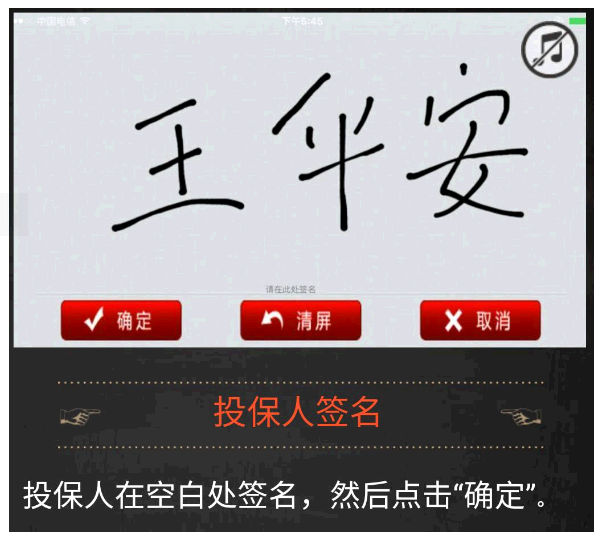 中国电信 下午5:45
王平安
请在此处签名
确定 清屏 取消
投保人签名
投保人在空白处签名，然后点击“确定”。